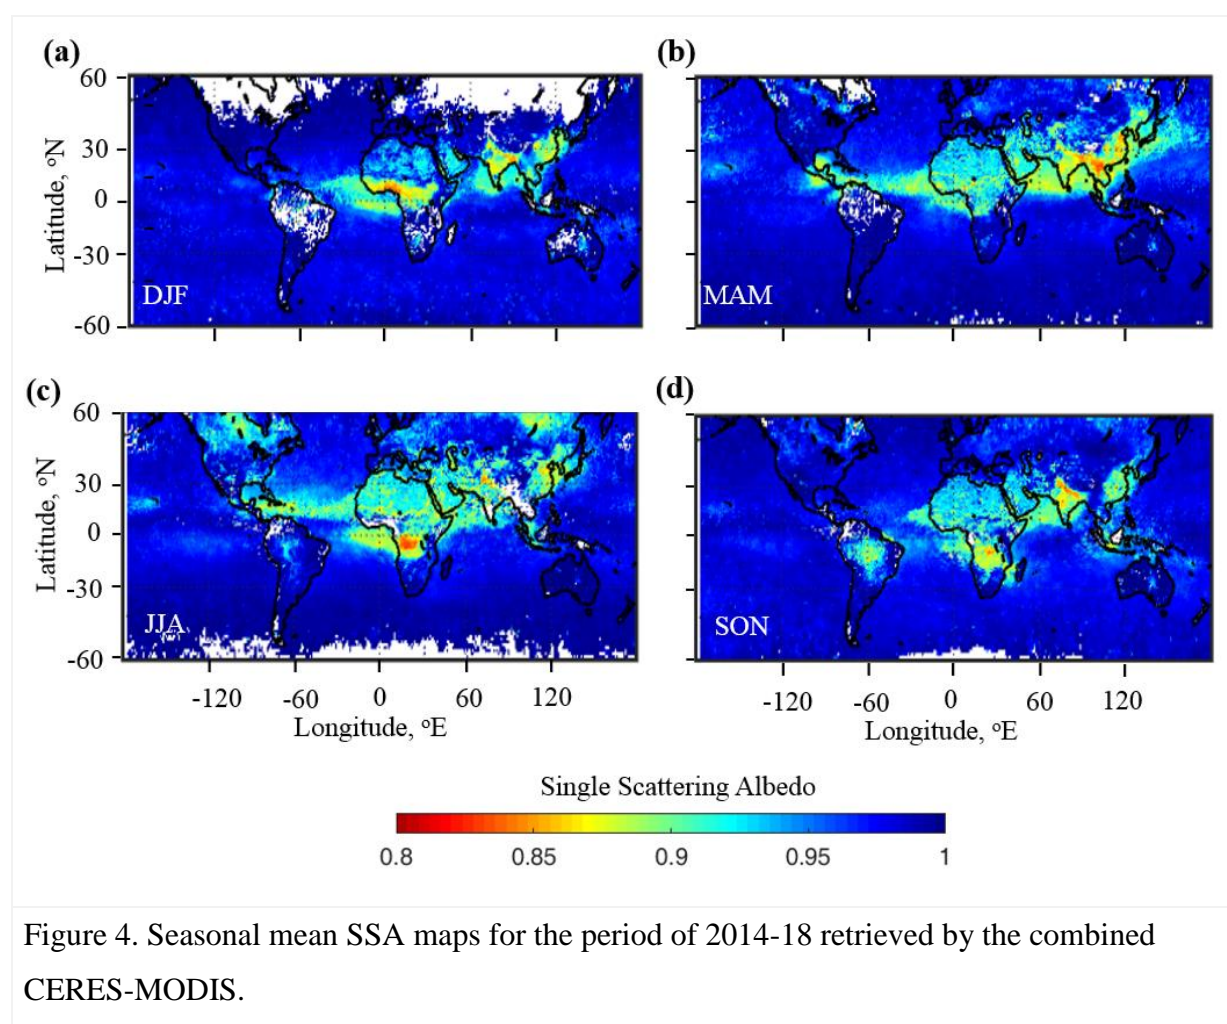 (a) (b)
60
30
0
-30
-60
Latitude, °N
DJF
MAM
(c) (d)
60
30
0
-30
-60
Latitude, °N
JJA
SON
-120 -60 0 60 120
-120 -60 0 60 120
Longitude, °E
Longitude, °E
Single Scattering Albedo
0.8 0.85 0.9 0.95 1
Figure 4. Seasonal mean SSA maps for the period of 2014-18 retrieved by the combined
CERES-MODIS.